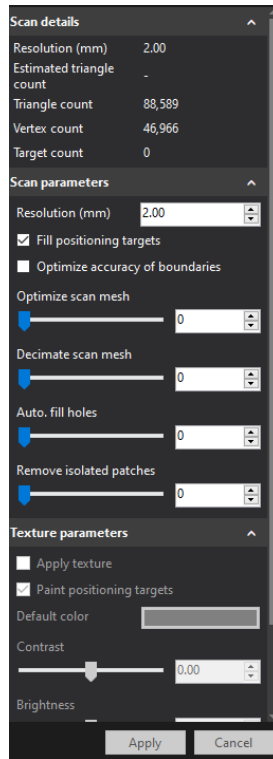 Scan details
Resolution (mm) 2.00
Estimated triangle
count -
Triangle count 88,589
Vertex count 46,966
Target count 0
Scan parameters
Resolution (mm) 2.00
Fill positioning targets
Optimize accuracy of boundaries
Optimize scan mesh
0
Decimate scan mesh
0
Auto. fill holes
0
Remove isolated patches
0
Texture parameters
Apply texture
Paint positioning targets
Default color
Contrast
0.00
Brightness
Apply Cancel